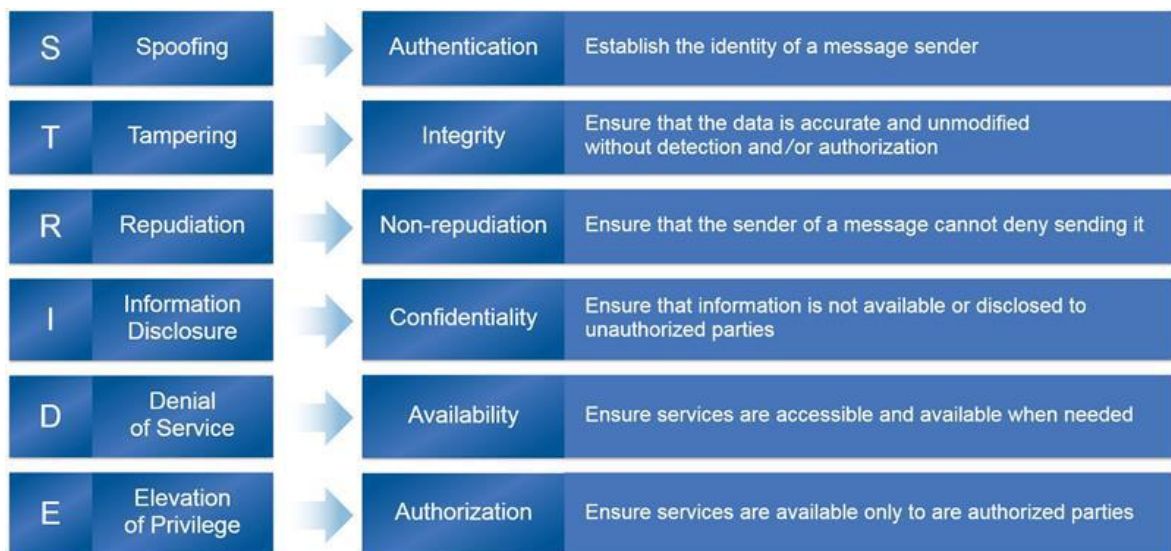 S
Spoofing
Authentication
Establish the identity of a message sender
T
Tampering
Integrity
Ensure that the data is accurate and unmodified
without detection and/or authorization
R
Repudiation
Non-repudiation
Ensure that the sender of a message cannot deny sending it
I
Information
Disclosure
Confidentiality
Ensure that information is not available or disclosed to
unauthorized parties
D
Denial
of Service
Availability
Ensure services are accessible and available when needed
E
Elevation
of Privilege
Authorization
Ensure services are available only to are authorized parties